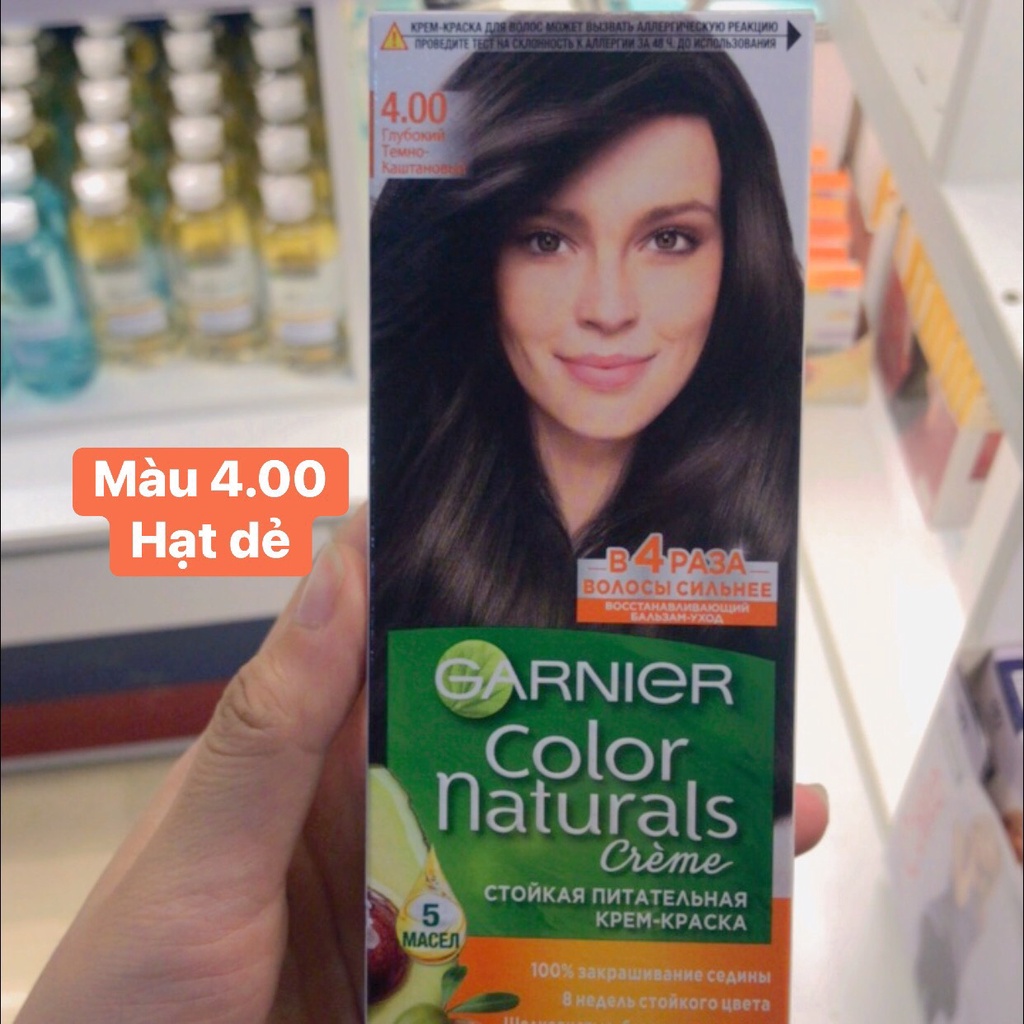 КРЕМ-КРАСКА ДЛЯ ВОЛОС МОЖЕТ ВЫЗВАТЬ АЛЛЕРГИЧЕСКУЮ РЕАКЦИЮ
ПРОВЕДИТЕ ТЕСТ НА СКЛОННОСТЬ К АЛЛЕРГИИ ЗА 48 Ч. ДО ИСПОЛЬЗОВАНИЯ
4.00
Глубокий
Темно-
Каштановый
Màu 4.00
Hạt dẻ
В 4 РАЗА
ВОЛОСЫ СИЛЬНЕЕ
ВОССТАНАВЛИВАЮЩИЙ
БАЛЬЗАМ-УХОД
GARNIER
Color
Naturals
Crème
СТОЙКАЯ ПИТАТЕЛЬНАЯ
КРЕМ-КРАСКА
5
МАСЕЛ
100% закрашивание седины
8 недель стойкого цвета